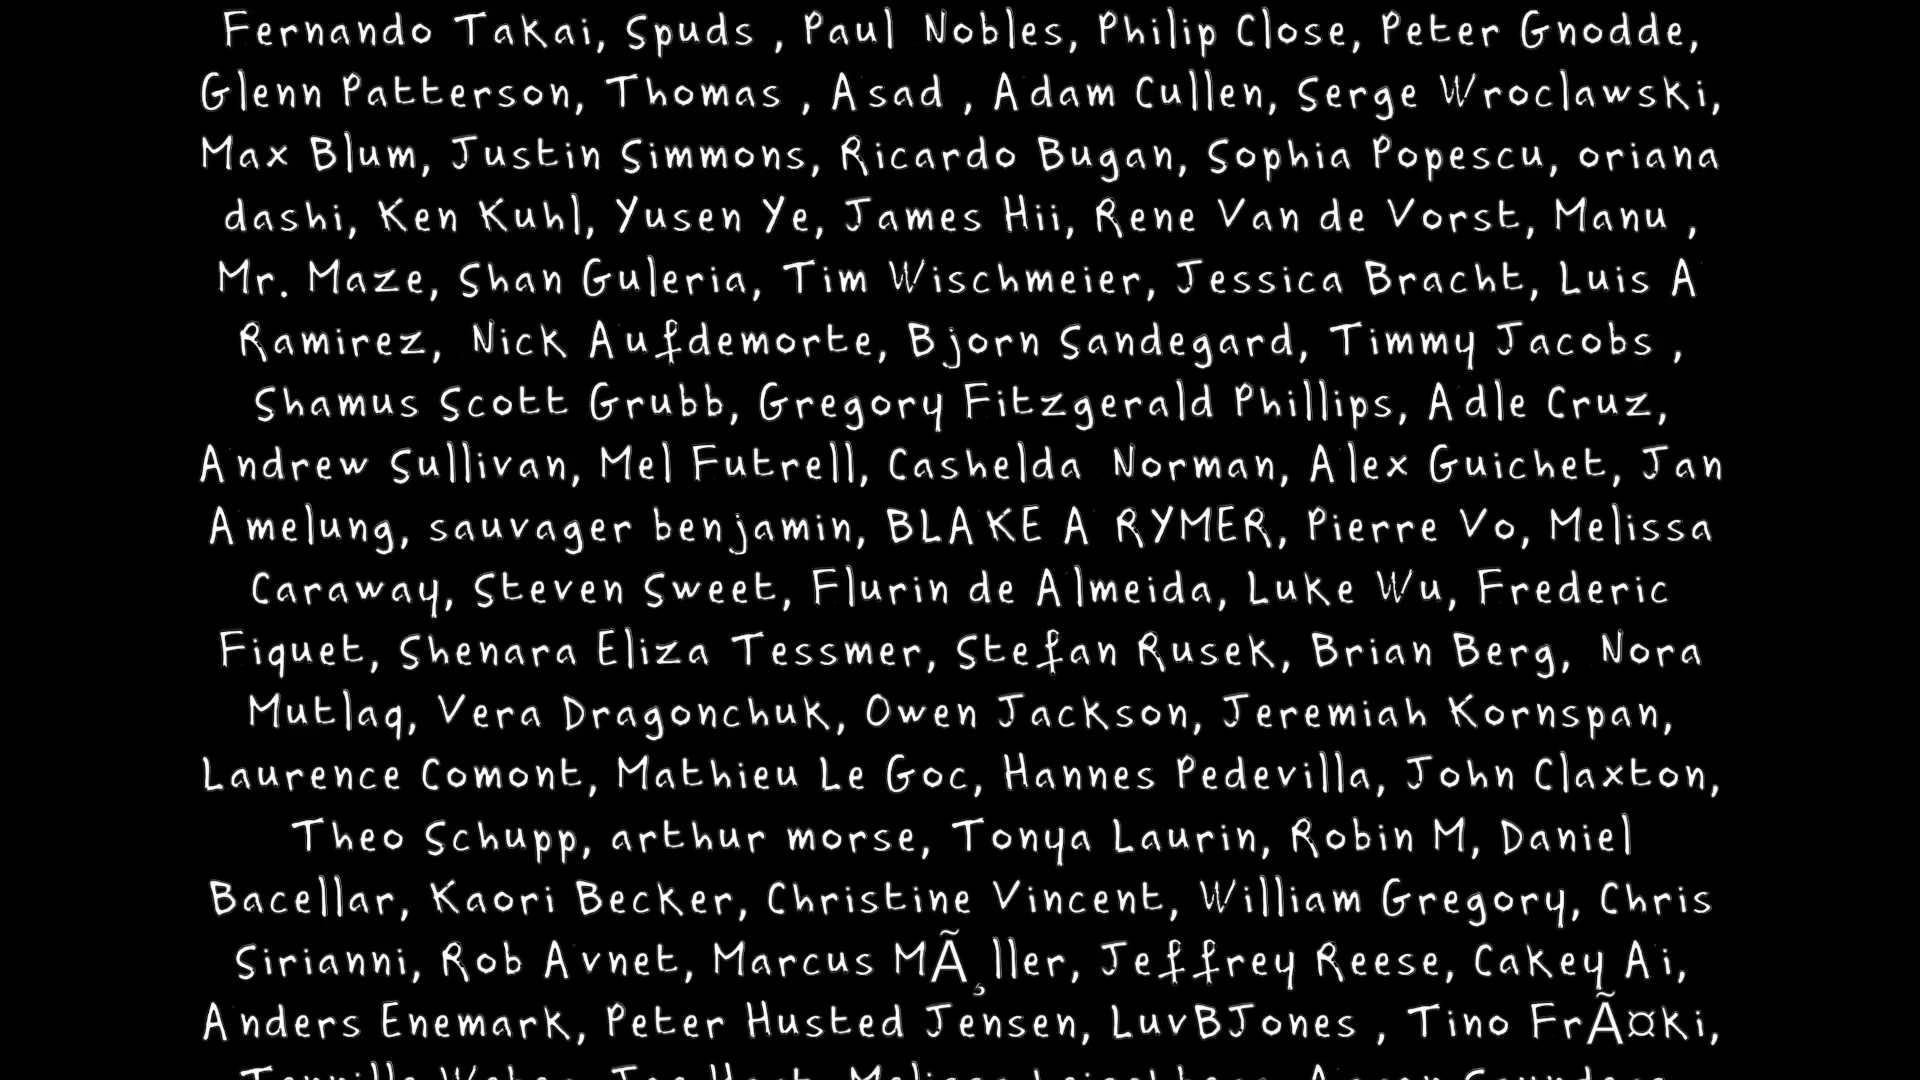 Fernando Takai, Spuds , Paul Nobles, Philip Close, Peter Gnodde,
Glenn Patterson, Thomas , Asad , Adam Cullen, Serge Wroclawski,
Max Blum, Justin Simmons, Ricardo Bugan, Sophia Popescu, oriana
dashi, Ken Kuhl, Yusen Ye, James Hii, Rene Van de Vorst, Manu ,
Mr. Maze, Shan Guleria, Tim Wischmeier, Jessica Bracht, Luis A
Ramirez, Nick Aufdemorte, Bjorn Sandegard, Timmy Jacobs ,
Shamus Scott Grubb, Gregory Fitzgerald Phillips, Adle Cruz,
Andrew Sullivan, Mel Futrell, Cashelda Norman, Alex Guichet, Jan
Amelung, sauvager benjamin, BLAKE A RYMER, Pierre Vo, Melissa
Caraway, Steven Sweet, Flurin de Almeida, Luke Wu, Frederic
Fiquet, Shenara Eliza Tessmer, Stefan Rusek, Brian Berg, Nora
Mutlaq, Vera Dragonchuk, Owen Jackson, Jeremiah Kornspan,
Laurence Comont, Mathieu Le Goc, Hannes Pedevilla, John Claxton,
Theo Schupp, arthur morse, Tonya Laurin, Robin M, Daniel
Bacellar, Kaori Becker, Christine Vincent, William Gregory, Chris
Sirianni, Rob Avnet, Marcus MÃ¸ller, Jeffrey Reese, Cakey Ai,
Anders Enemark, Peter Husted Jensen, LuvBJones , Tino FrÃ¤ki,